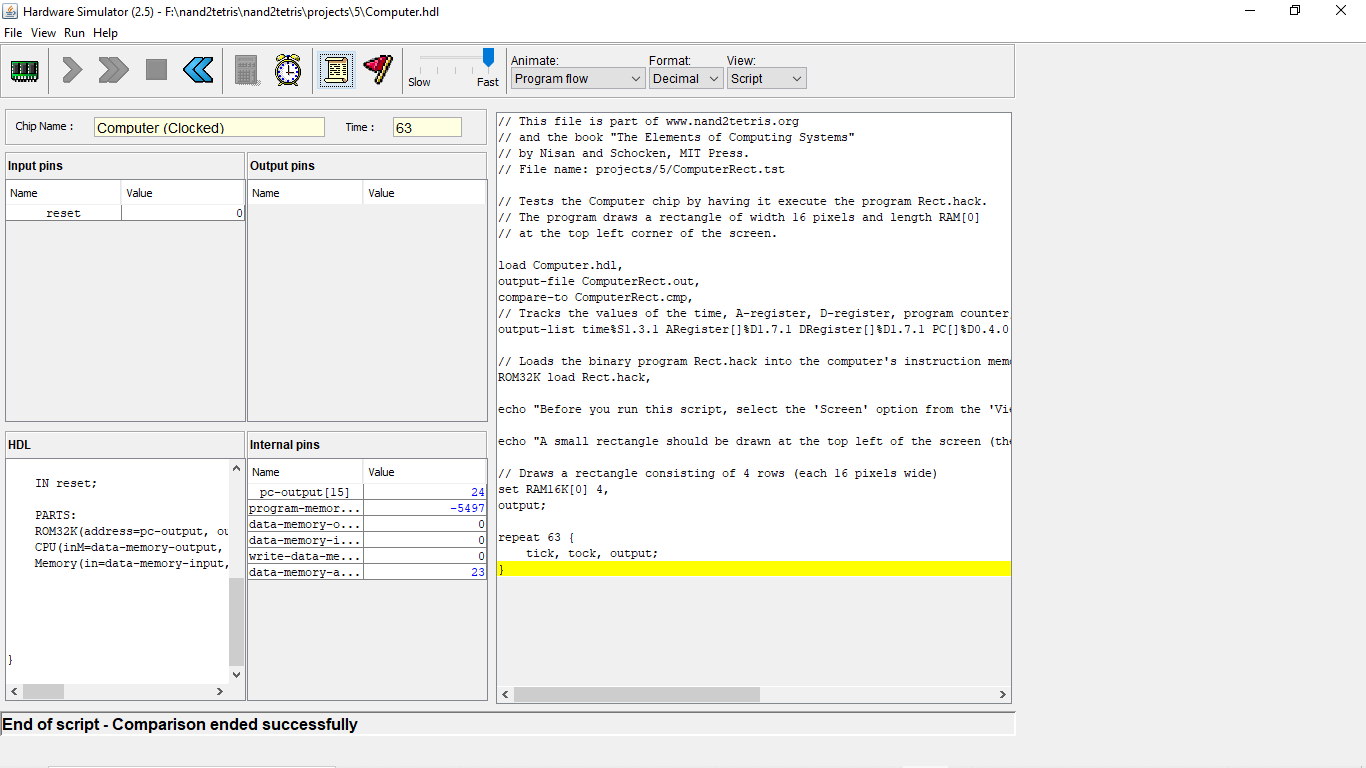 Hardware Simulator (2.5) - F:\nand2tetris\nand2tetris\projects\5\Computer.hdl
File View Run Help
Slow Fast
Animate:
Program flow
Format:
Decimal
View:
Script
Chip Name :
Computer (Clocked)
Time :
63
Input pins
Name Value
reset 0
Output pins
Name Value
HDL
IN reset;
PARTS:
ROM32K(address=pc-output, ou
CPU(inM=data-memory-output,
Memory(in=data-memory-input,
}
Internal pins
Name Value
pc-output[15] 24
program-memor... -5497
data-memory-o... 0
data-memory-i... 0
write-data-me... 0
data-memory-a... 23
// This file is part of www.nand2tetris.org
// and the book "The Elements of Computing Systems"
// by Nisan and Schocken, MIT Press.
// File name: projects/5/ComputerRect.tst
// Tests the Computer chip by having it execute the program Rect.hack.
// The program draws a rectangle of width 16 pixels and length RAM[0]
// at the top left corner of the screen.
load Computer.hdl,
output-file ComputerRect.out,
compare-to ComputerRect.cmp,
// Tracks the values of the time, A-register, D-register, program counter,
output-list time%S1.3.1 ARegister[]%D1.7.1 DRegister[]%D1.7.1 PC[]%D0.4.0
// Loads the binary program Rect.hack into the computer's instruction mem
ROM32K load Rect.hack,
echo "Before you run this script, select the 'Screen' option from the 'Vi
echo "A small rectangle should be drawn at the top left of the screen (th
// Draws a rectangle consisting of 4 rows (each 16 pixels wide)
set RAM16K[0] 4,
output;
repeat 63 {
tick, tock, output;
}
End of script - Comparison ended successfully